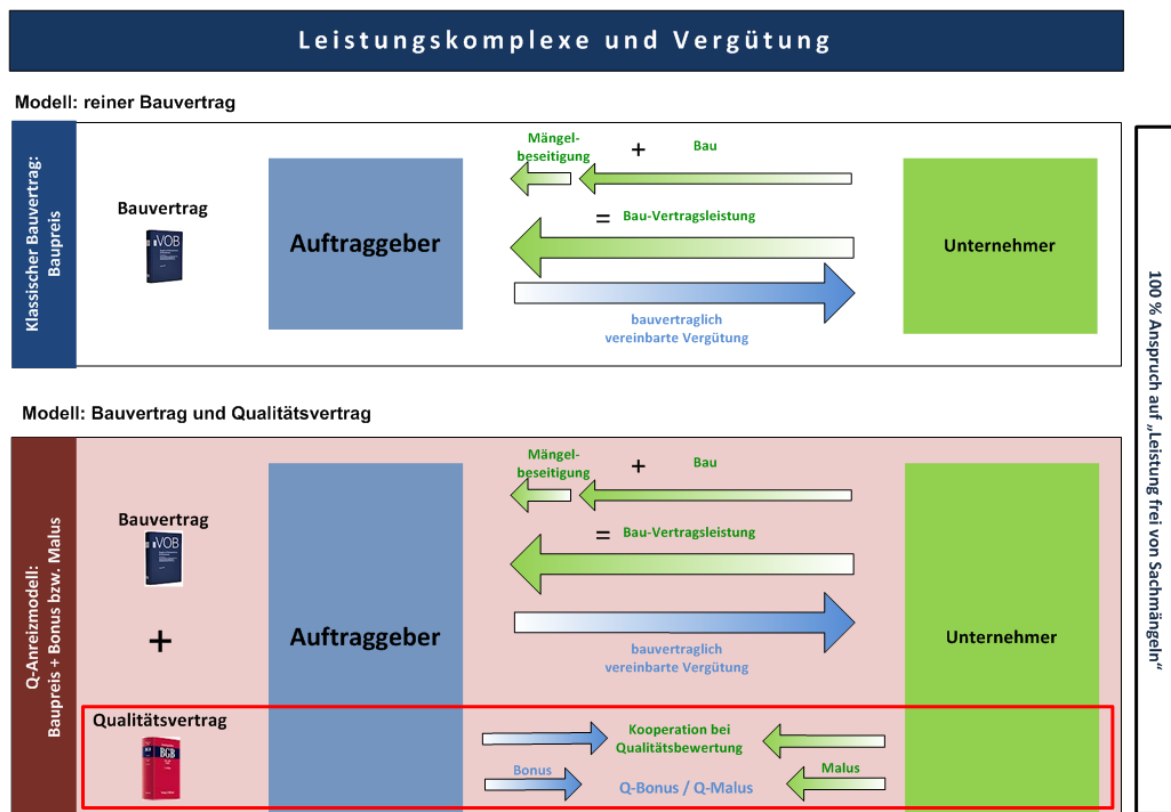 Leistungskomplexe und Vergütung
Modell: reiner Bauvertrag
Klassischer Bauvertrag:
Baupreis
Bauvertrag
VOB
Auftraggeber
Mängel-
beseitigung
+
Bau
= Bau-Vertragsleistung
bauvertraglich
vereinbarte Vergütung
Unternehmer
100 % Anspruch auf „Leistung frei von Sachmängeln“
Modell: Bauvertrag und Qualitätsvertrag
Q-Anreizmodell:
Baupreis + Bonus bzw. Malus
Bauvertrag
VOB
+
Qualitätsvertrag
BGB
Auftraggeber
Mängel-
beseitigung
+
Bau
= Bau-Vertragsleistung
bauvertraglich
vereinbarte Vergütung
Kooperation bei
Qualitätsbewertung
Bonus
Q-Bonus / Q-Malus
Malus
Unternehmer